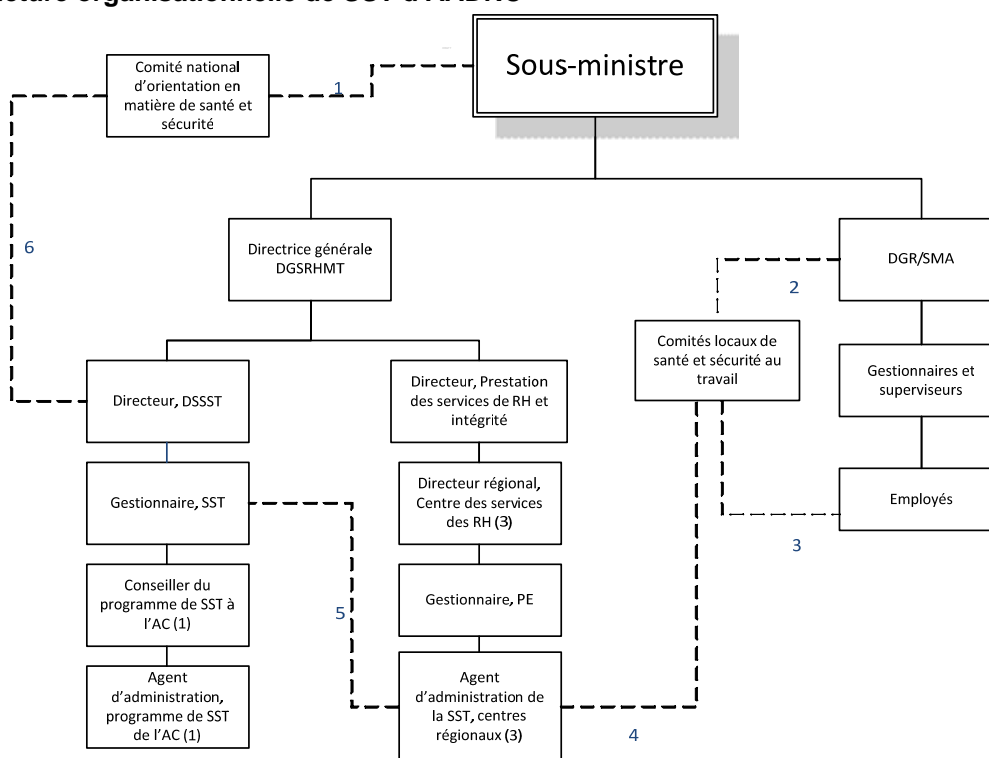 Sous-ministre
Comité national
d'orientation en
matière de santé et
sécurité
1
6
Directrice générale
DGSRHMT
DGR/SMA
2
Comités locaux de
santé et sécurité au
travail
Gestionnaires et
superviseurs
Directeur, DSSST
Directeur, Prestation
des services de RH et
intégrité
Gestionnaire, SST
Directeur régional,
Centre des services
des RH (3)
Employés
3
Conseiller du
programme de SST à
l'AC (1)
5
Gestionnaire, PE
Agent
d'administration,
programme de SST
de l'AC (1)
Agent
d'administration de
la SST, centres
régionaux (3)
4